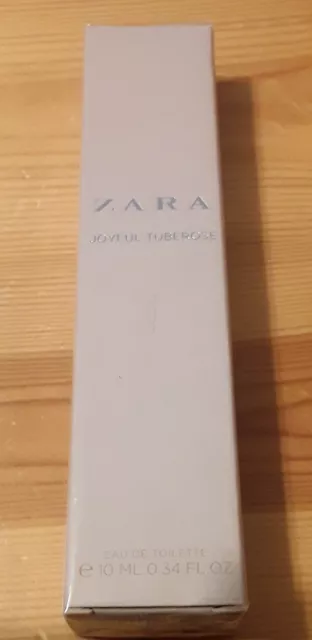 ZARA
JOYFUL TUBEROSE
EAU DE TOILETTE
℮ 10 ML 0.34 FL OZ